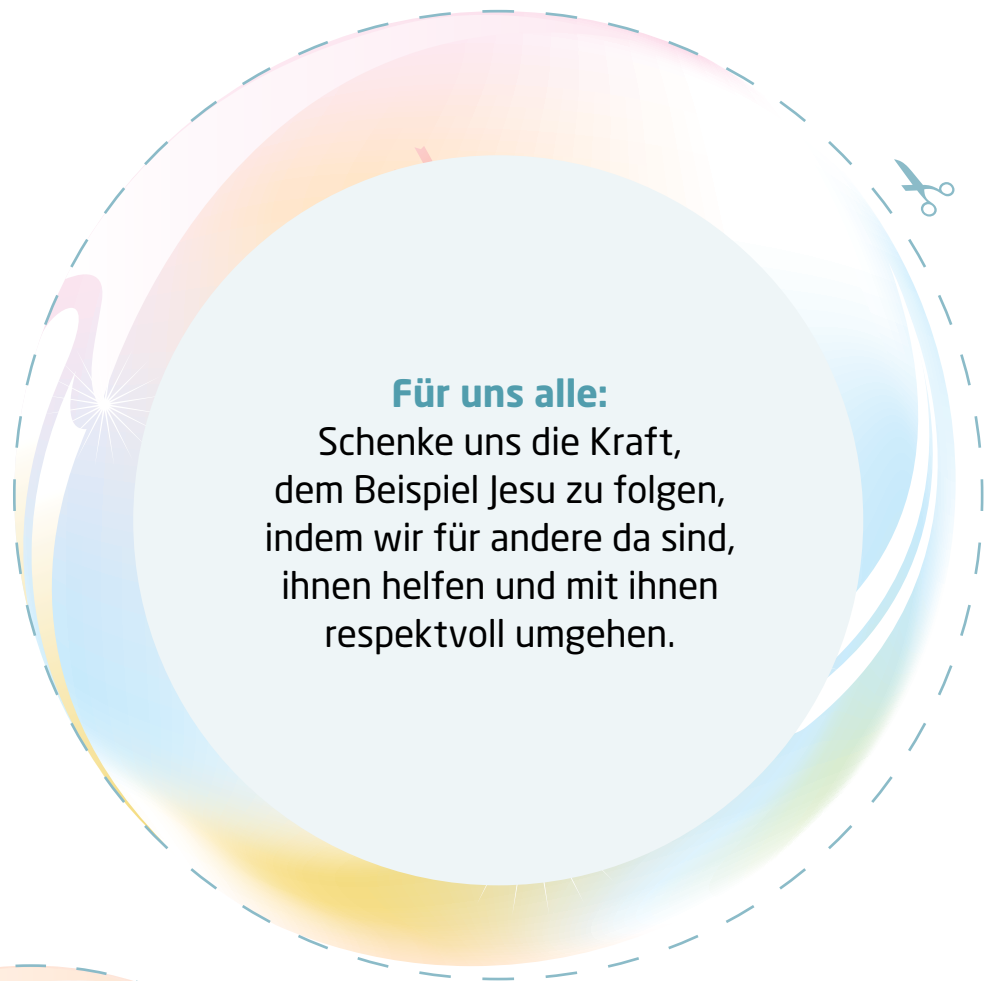 Für uns alle:
Schenke uns die Kraft,
dem Beispiel Jesu zu folgen,
indem wir für andere da sind,
ihnen helfen und mit ihnen
respektvoll umgehen.